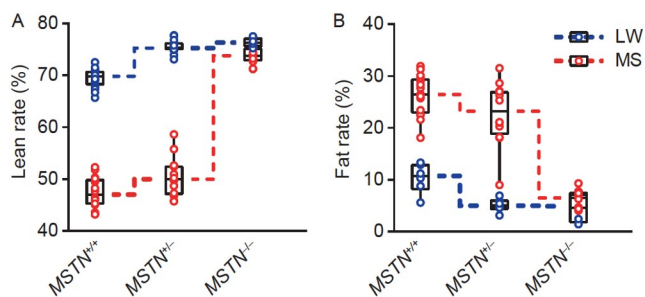 A
Lean rate (%)
80
70
60
50
40
MSTN+/+
MSTN+/–
MSTN–/–
B
Fat rate (%)
40
30
20
10
0
MSTN+/+
MSTN+/–
MSTN–/–
LW
MS